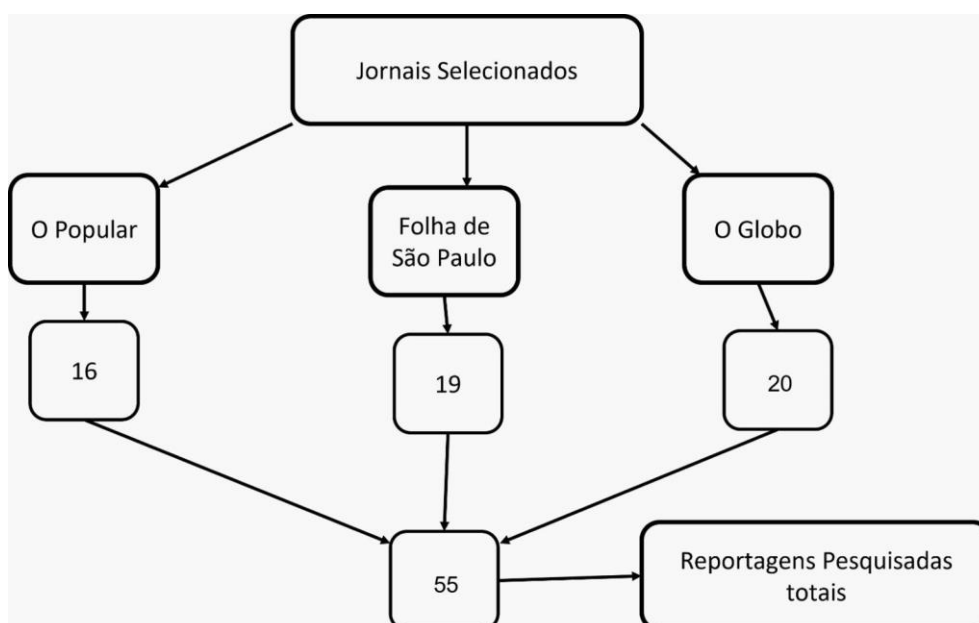 Jornais Selecionados
O Popular
Folha de
São Paulo
O Globo
16
19
20
55
Reportagens Pesquisadas
totais